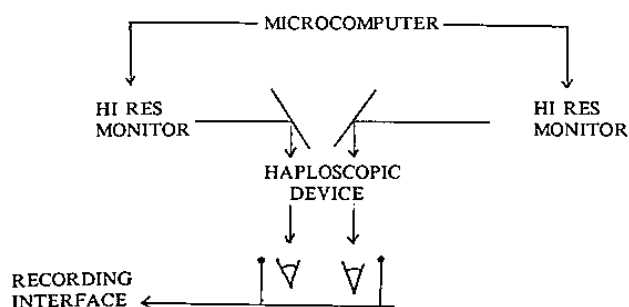 MICROCOMPUTER
HI RES
MONITOR
HI RES
MONITOR
HAPLOSCOPIC
DEVICE
RECORDING
INTERFACE